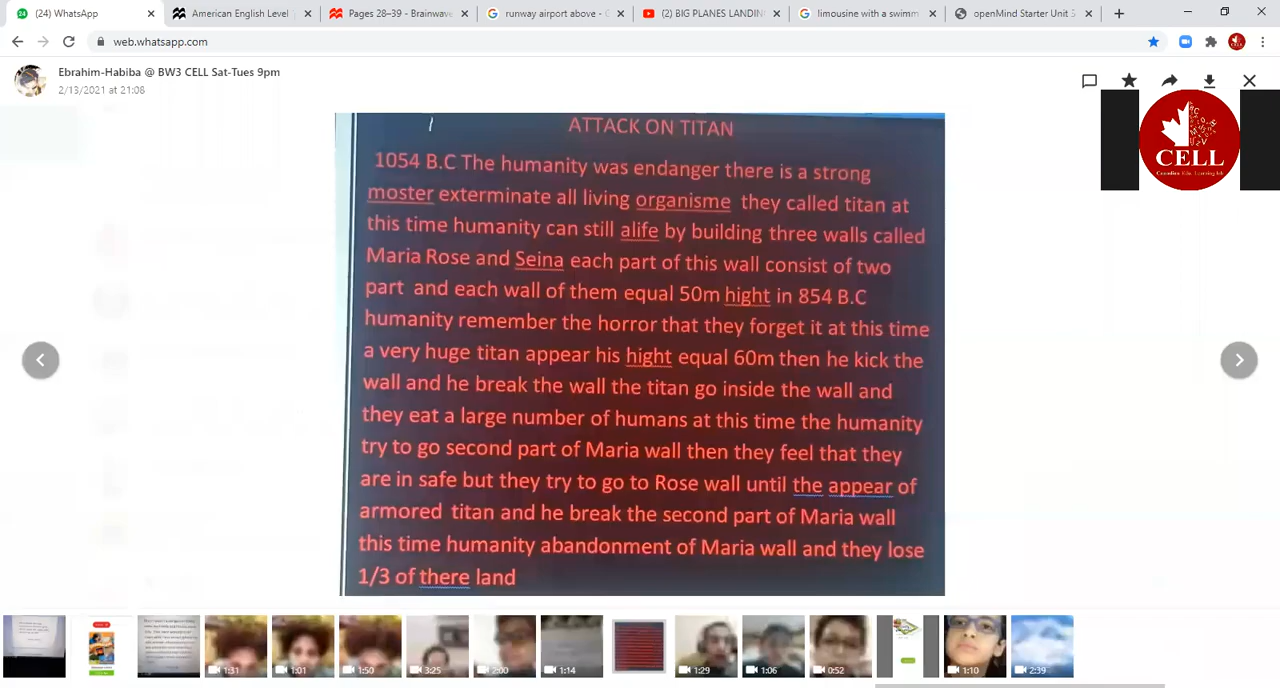 (24) WhatsApp
American English Level
Pages 28–39 - Brainwave
runway airport above - G
(2) BIG PLANES LANDIN
limousine with a swimm
openMind Starter Unit 3
web.whatsapp.com
Ebrahim-Habiba @ BW3 CELL Sat-Tues 9pm
2/13/2021 at 21:08
CELL
ATTACK ON TITAN
1054 B.C The humanity was endanger there is a strong
moster exterminate all living organisme they called titan at
this time humanity can still alife by building three walls called
Maria Rose and Seina each part of this wall consist of two
part and each wall of them equal 50m hight in 854 B.C
humanity remember the horror that they forget it at this time
a very huge titan appear his hight equal 60m then he kick the
wall and he break the wall the titan go inside the wall and
they eat a large number of humans at this time the humanity
try to go second part of Maria wall then they feel that they
are in safe but they try to go to Rose wall until the appear of
armored titan and he break the second part of Maria wall
this time humanity abandonment of Maria wall and they lose
1/3 of there land
1:31
1:01
1:50
3:25
2:00
1:14
1:29
1:06
0:52
1:10
2:39